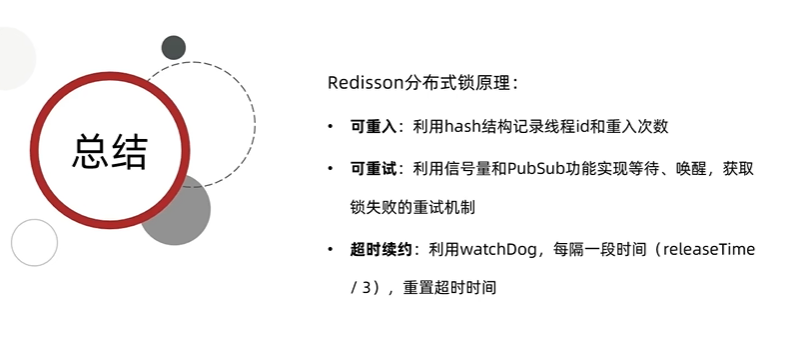 总结
Redisson分布式锁原理：
• 可重入：利用hash结构记录线程id和重入次数
• 可重试：利用信号量和PubSub功能实现等待、唤醒，获取
锁失败的重试机制
• 超时续约：利用watchDog，每隔一段时间（releaseTime
/ 3），重置超时时间